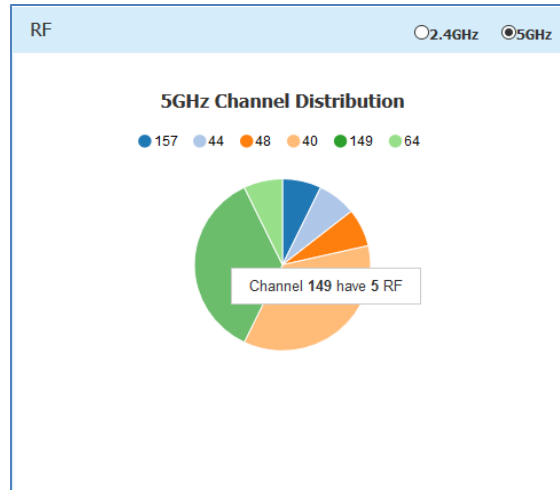 RF
2.4GHz 5GHz
5GHz Channel Distribution
157 44 48 40 149 64
Channel 149 have 5 RF